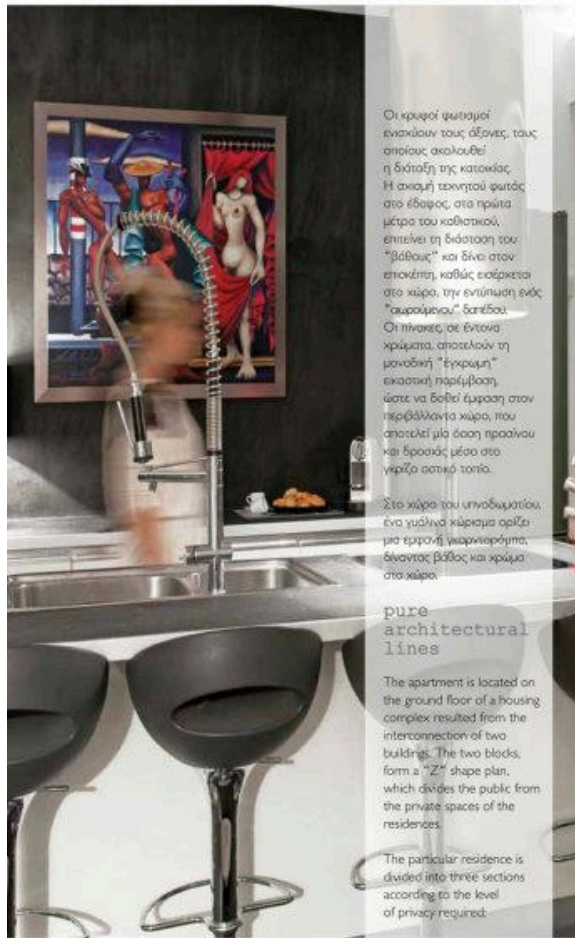 Οι κρυφοί φωτισμοί
ενισχύουν τους άξονες, τους
οποίους ακολουθεί
η διάταξη της κατοικίας.
Η σχισμή τεχνητού φωτός
στο έδαφος, στα πρώτα
μέτρα του καθιστικού,
επιτείνει τη διάσταση του
"βάθους" και δίνει στον
επισκέπτη, καθώς εισέρχεται
στο χώρο, την εντύπωση ενός
"αιωρούμενου" δαπέδου.
Οι πίνακες, σε έντονα
χρώματα, αποτελούν τη
μοναδική "έγχρωμη"
εικαστική παρέμβαση,
ώστε να δοθεί έμφαση στον
περιβάλλοντα χώρο, που
αποτελεί μία όαση πρασίνου
και δροσιάς μέσα στο
γκρίζο αστικό τοπίο.
Στο χώρο του υπνοδωματίου,
ένα γυάλινο χώρισμα ορίζει
μια εμφανή γκαρνταρόμπα,
δίνοντας βάθος και χρώμα
στο χώρο.
pure
architectural
lines
The apartment is located on
the ground floor of a housing
complex resulted from the
interconnection of two
buildings. The two blocks,
form a "Z" shape plan,
which divides the public from
the private spaces of the
residences.
The particular residence is
divided into three sections
according to the level
of privacy required: